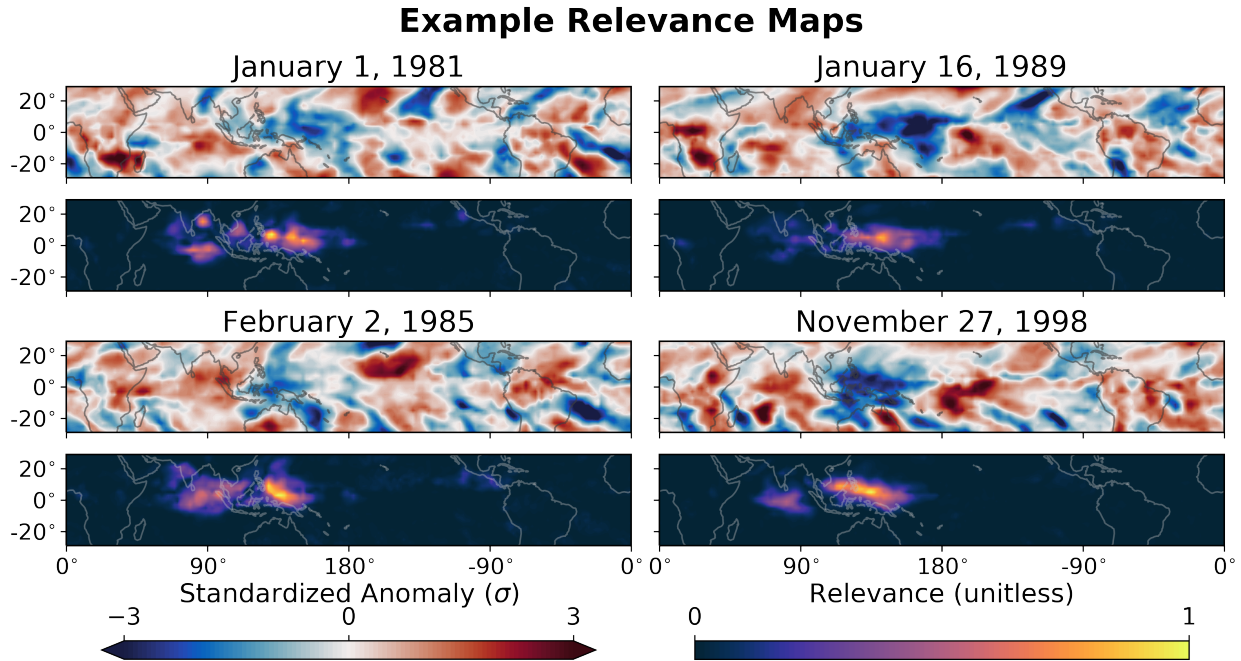 Example Relevance Maps
January 1, 1981
January 16, 1989
20°
0°
-20°
20°
0°
-20°
February 2, 1985
November 27, 1998
20°
0°
-20°
20°
0°
-20°
0° 90° 180° -90° 0° 0° 90° 180° -90° 0°
Standardized Anomaly (σ)
Relevance (unitless)
−3 0 3
0 1